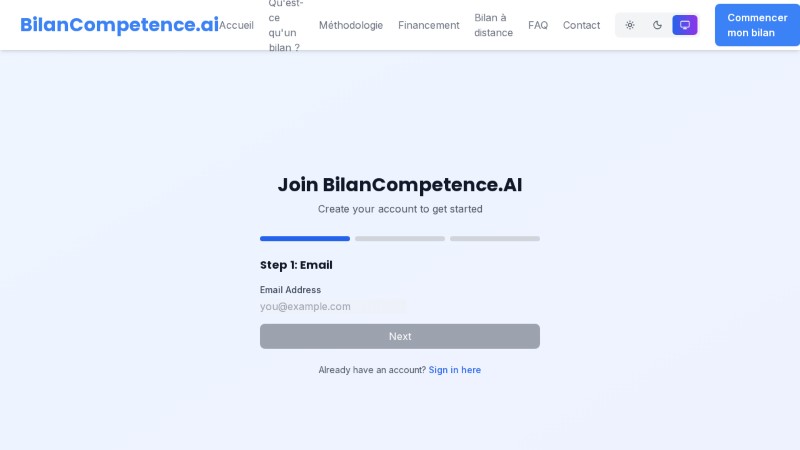 BilanCompetence.ai
Accueil
Qu'est-
ce
qu'un
bilan ?
Méthodologie
Financement
Bilan à
distance
FAQ
Contact
Commencer
mon bilan
Join BilanCompetence.AI
Create your account to get started
Step 1: Email
Email Address
you@example.com
Next
Already have an account? Sign in here